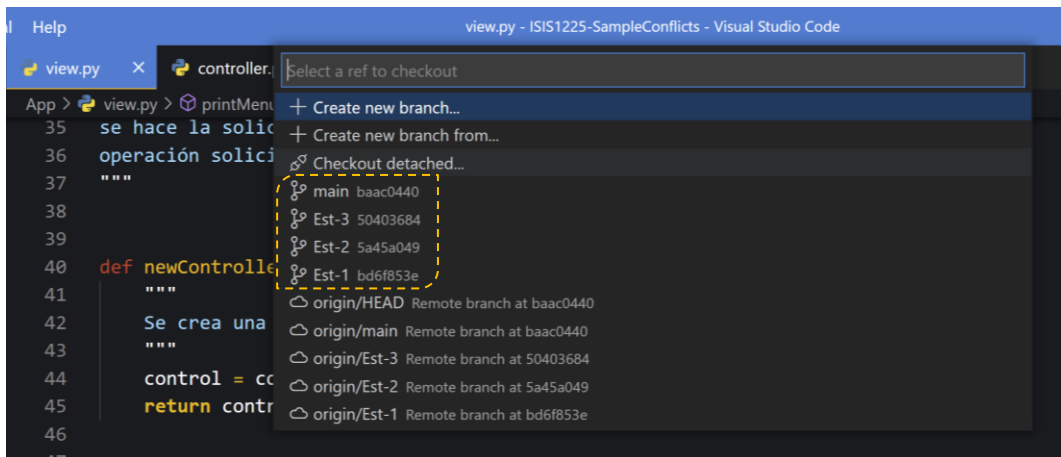 Help
view.py - ISIS1225-SampleConflicts - Visual Studio Code
view.py
controller.
Select a ref to checkout
App > view.py > printMenu
Create new branch...
Create new branch from...
Checkout detached...
main baac0440
Est-3 50403684
Est-2 5a45a049
Est-1 bd6f853e
origin/HEAD Remote branch at baac0440
origin/main Remote branch at baac0440
origin/Est-3 Remote branch at 50403684
origin/Est-2 Remote branch at 5a45a049
origin/Est-1 Remote branch at bd6f853e
35 se hace la solic
36 operación solici
37 """
38
39
40 def newControlle
41 """
42 Se crea una
43 """
44 control = co
45 return contr
46